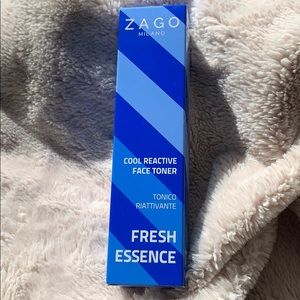 ZAGO
MILANO
COOL REACTIVE
FACE TONER
TONICO
RIATTIVANTE
FRESH
ESSENCE